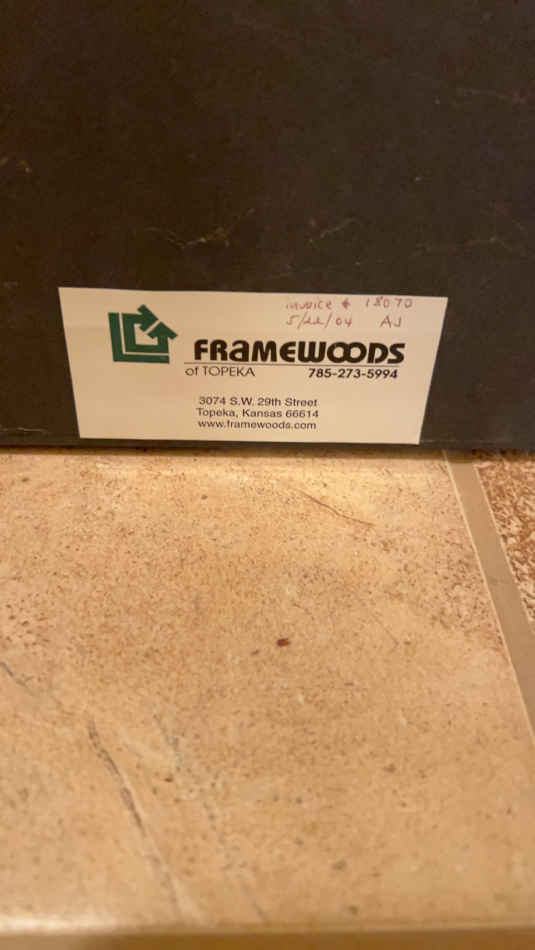 invoice # 18070
5/22/04 AJ
FRAMEWOODS
of TOPEKA 785-273-5994
3074 S.W. 29th Street
Topeka, Kansas 66614
www.framewoods.com